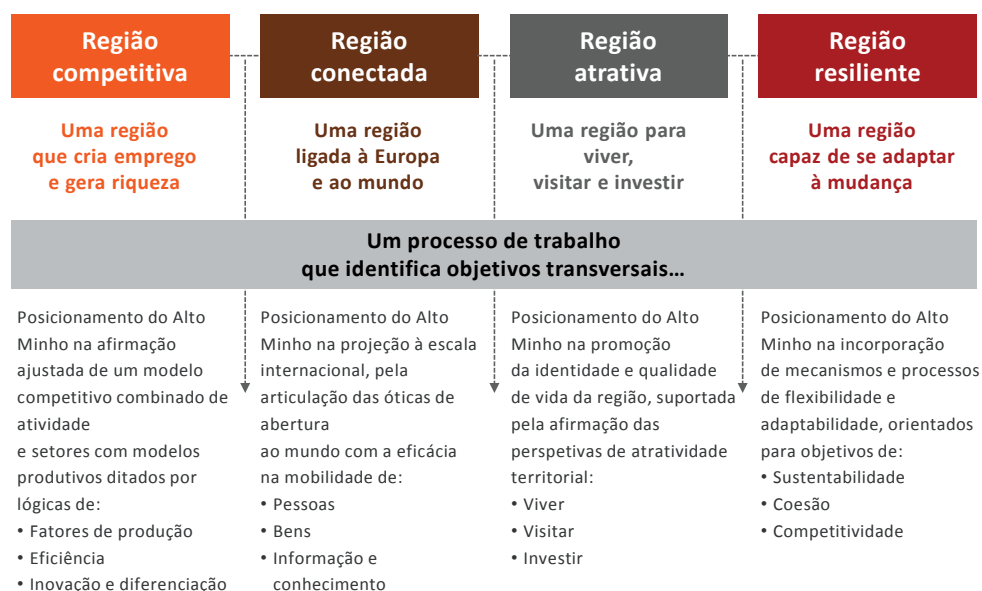 Região
competitiva
Região
conectada
Região
atrativa
Região
resiliente
Uma região
que cria emprego
e gera riqueza
Uma região
ligada à Europa
e ao mundo
Uma região para
viver,
visitar e investir
Uma região
capaz de se adaptar
à mudança
Um processo de trabalho
que identifica objetivos transversais...
Posicionamento do Alto
Minho na afirmação
ajustada de um modelo
competitivo combinado de
atividade
e setores com modelos
produtivos ditados por
lógicas de:
• Fatores de produção
• Eficiência
• Inovação e diferenciação
Posicionamento do Alto
Minho na projeção à escala
internacional, pela
articulação das óticas de
abertura
ao mundo com a eficácia
na mobilidade de:
• Pessoas
• Bens
• Informação e
conhecimento
Posicionamento do Alto
Minho na promoção
da identidade e qualidade
de vida da região, suportada
pela afirmação das
perspetivas de atratividade
territorial:
• Viver
• Visitar
• Investir
Posicionamento do Alto
Minho na incorporação
de mecanismos e processos
de flexibilidade e
adaptabilidade, orientados
para objetivos de:
• Sustentabilidade
• Coesão
• Competitividade